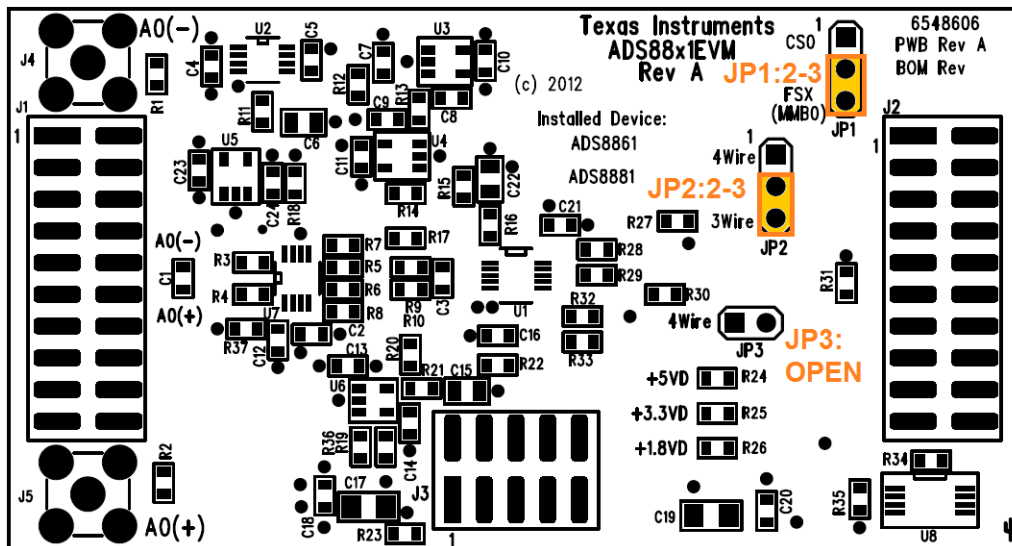 A0(-)
J4
J1
1
R1
C4
U2
C5
C7
R12
U3
C10
R13
C8
C9
R11
C6
(c) 2012
Texas Instruments
ADS88x1EVM
Rev A
Installed Device:
ADS8861
ADS8881
1
CS0
JP1:2-3
FSX
(MMB0)
JP1
6548606
PWB Rev A
BOM Rev
J2
1
C23
U5
C24
R18
C11
U4
R14
R15
C22
R16
C21
R27
1
4Wire
JP2:2-3
3Wire
JP2
A0(-)
C1
A0(+)
R3
R4
U7
R7
R5
R6
R8
R17
R9
R10
C3
U1
R28
R29
R30
R31
R32
R33
4Wire
JP3
JP3:
OPEN
R37
C12
C2
C13
R20
C16
R22
U6
R21
C15
+5VD
R24
+3.3VD
R25
+1.8VD
R26
R36
R19
C14
J3
1
R2
J5
A0(+)
C18
C17
R23
C19
C20
R34
R35
U8